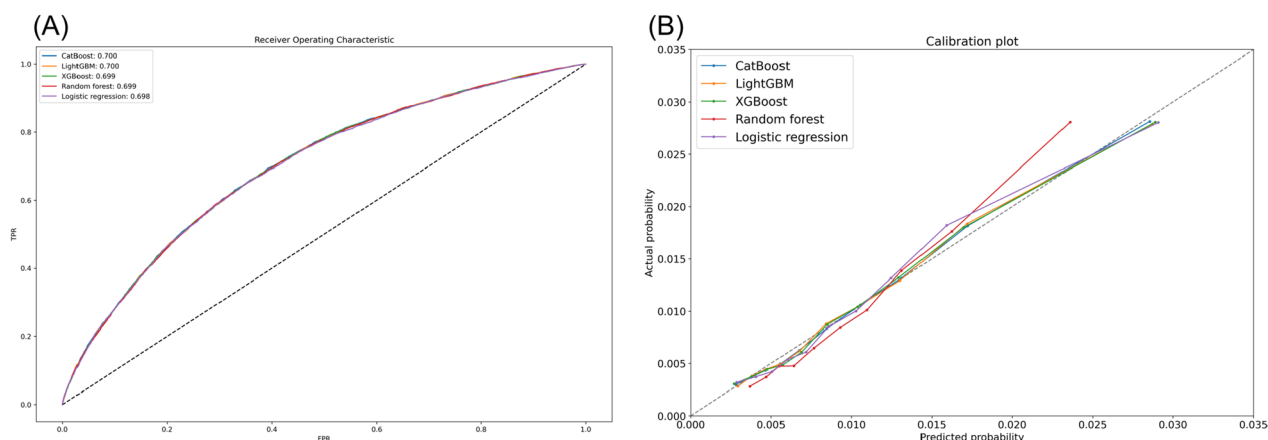 (A)
Receiver Operating Characteristic
CatBoost: 0.700
LightGBM: 0.700
XGBoost: 0.699
Random forest: 0.699
Logistic regression: 0.698
TPR
1.0
0.8
0.6
0.4
0.2
0.0
0.0 0.2 0.4 0.6 0.8 1.0
FPR
(B)
Calibration plot
CatBoost
LightGBM
XGBoost
Random forest
Logistic regression
Actual probability
0.035
0.030
0.025
0.020
0.015
0.010
0.005
0.000
0.000 0.005 0.010 0.015 0.020 0.025 0.030 0.035
Predicted probability